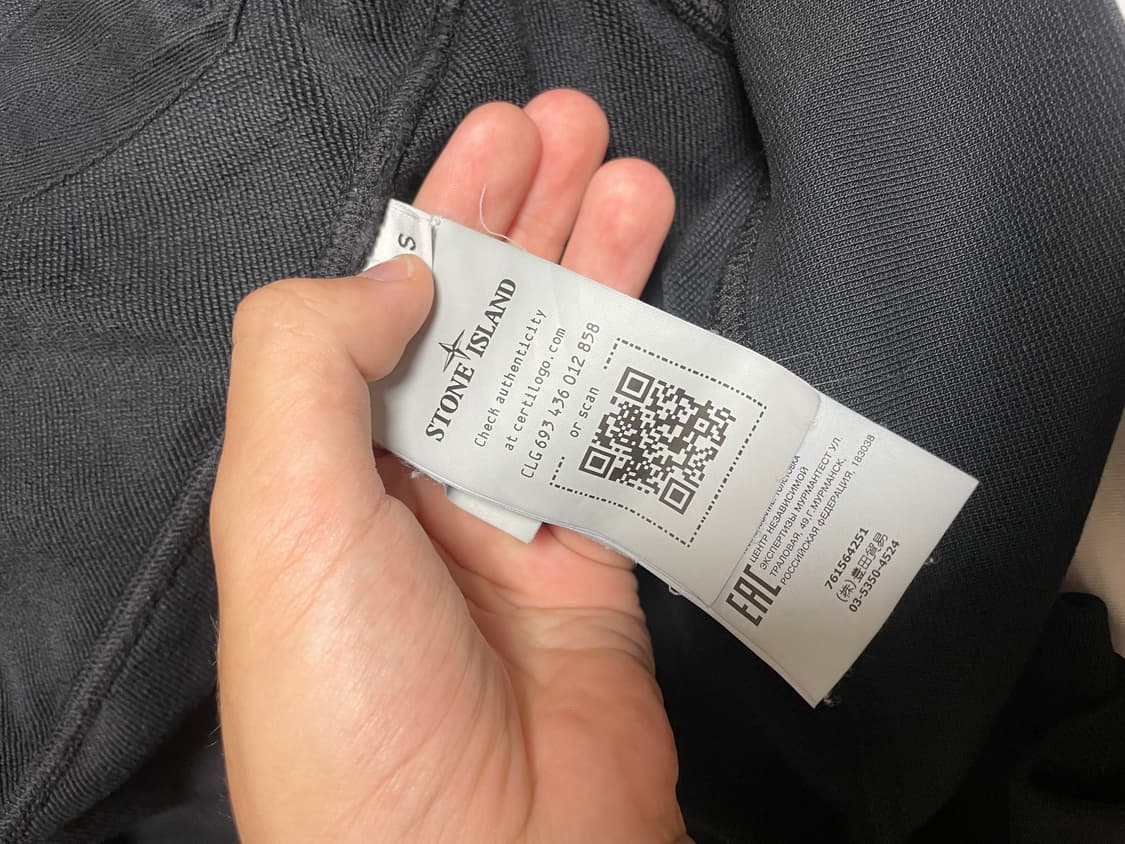 S
STONE ISLAND
Check authenticity
at certilogo.com
CLG 693 436 012 858
or scan
ЦЕНТР НЕЗАВИСИМОЙ
ЭКСПЕРТИЗЫ МУРМАНТЕСТ УЛ.
ТРАЛОВАЯ, 49,Г.МУРМАНСК,
РОССИЙСКАЯ ФЕДЕРАЦИЯ, 183038
EAC
761564251
(株)豊田貿易
03-5350-4524